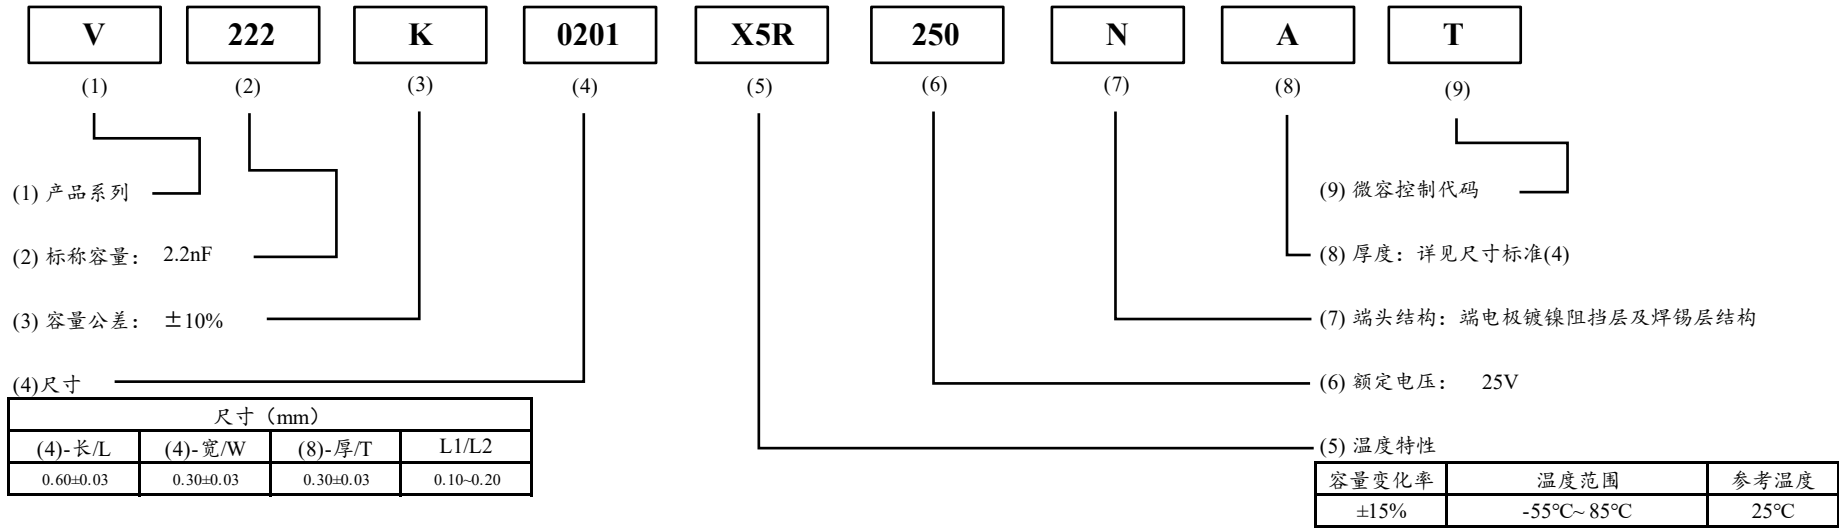 V 222 K 0201 X5R 250 N A T
(1) (2) (3) (4) (5) (6) (7) (8) (9)
(1) 产品系列
(9) 微容控制代码
(2) 标称容量： 2.2nF
(8) 厚度：详见尺寸标准(4)
(3) 容量公差： ±10%
(7) 端头结构：端电极镀镍阻挡层及焊锡层结构
(4)尺寸
(6) 额定电压： 25V
尺寸（mm）
(4)-长/L (4)-宽/W (8)-厚/T L1/L2
0.60±0.03 0.30±0.03 0.30±0.03 0.10~0.20
(5) 温度特性
容量变化率 温度范围 参考温度
±15% -55℃~ 85℃ 25℃